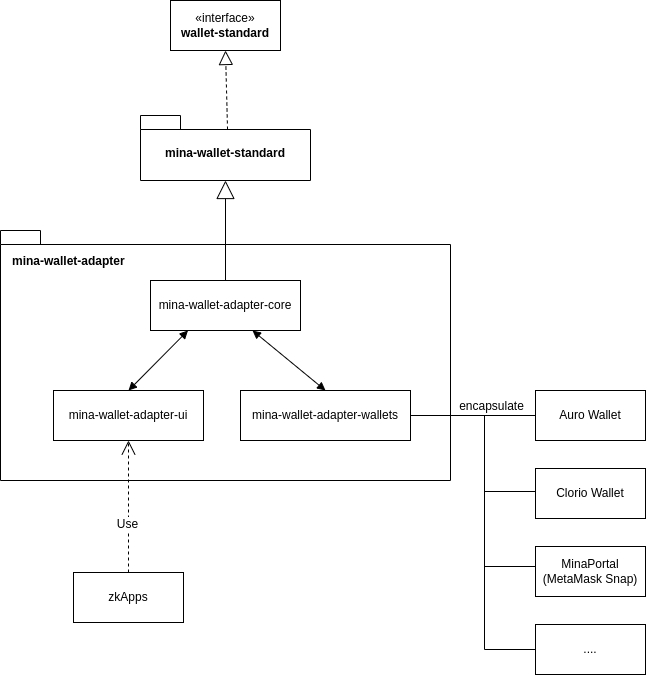 «interface»
wallet-standard
mina-wallet-standard
mina-wallet-adapter
mina-wallet-adapter-core
mina-wallet-adapter-ui
mina-wallet-adapter-wallets
encapsulate
Auro Wallet
Clorio Wallet
MinaPortal
(MetaMask Snap)
....
Use
zkApps